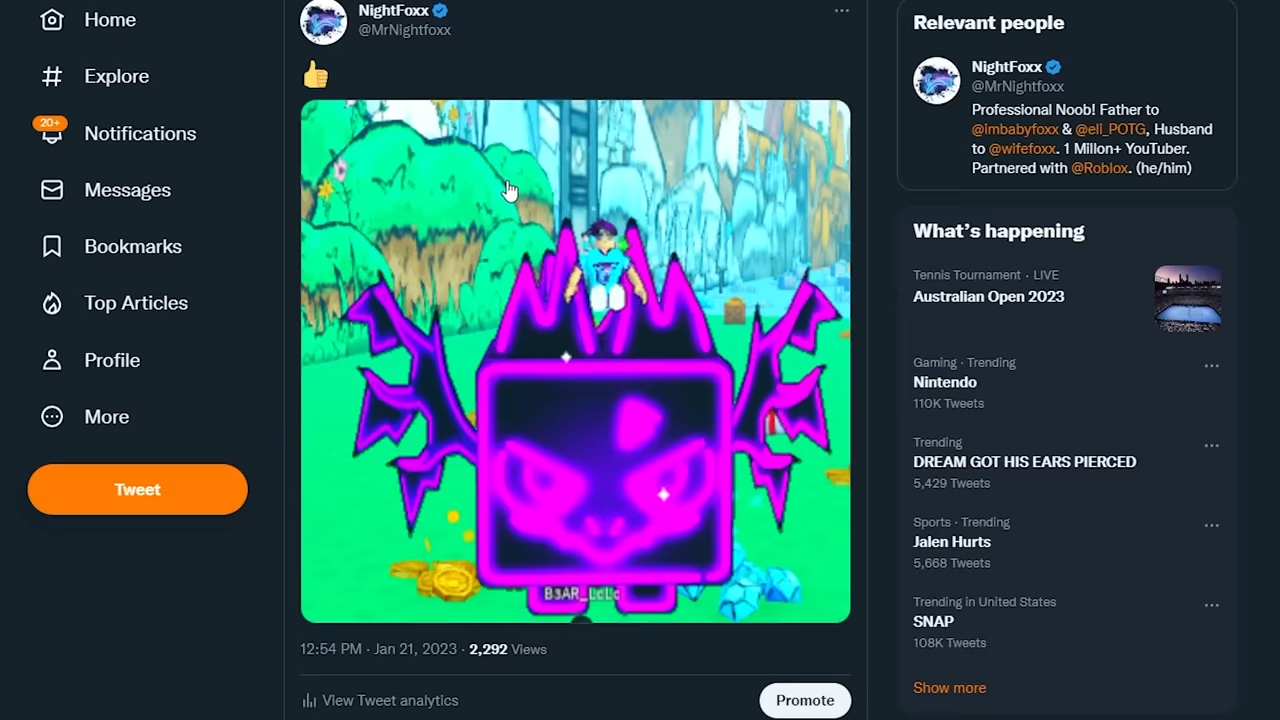 Home
Explore
20+
Notifications
Messages
Bookmarks
Top Articles
Profile
More
Tweet
NightFoxx
@MrNightfoxx
👍
B3AR_LcLc
12:54 PM · Jan 21, 2023 · 2,292 Views
View Tweet analytics
Promote
Relevant people
NightFoxx
@MrNightfoxx
Professional Noob! Father to
@imbabyfoxx & @eli_POTG, Husband
to @wifefoxx. 1 Millon+ YouTuber.
Partnered with @Roblox. (he/him)
What's happening
Tennis Tournament · LIVE
Australian Open 2023
Gaming · Trending
Nintendo
110K Tweets
Trending
DREAM GOT HIS EARS PIERCED
5,429 Tweets
Sports · Trending
Jalen Hurts
5,668 Tweets
Trending in United States
SNAP
108K Tweets
Show more